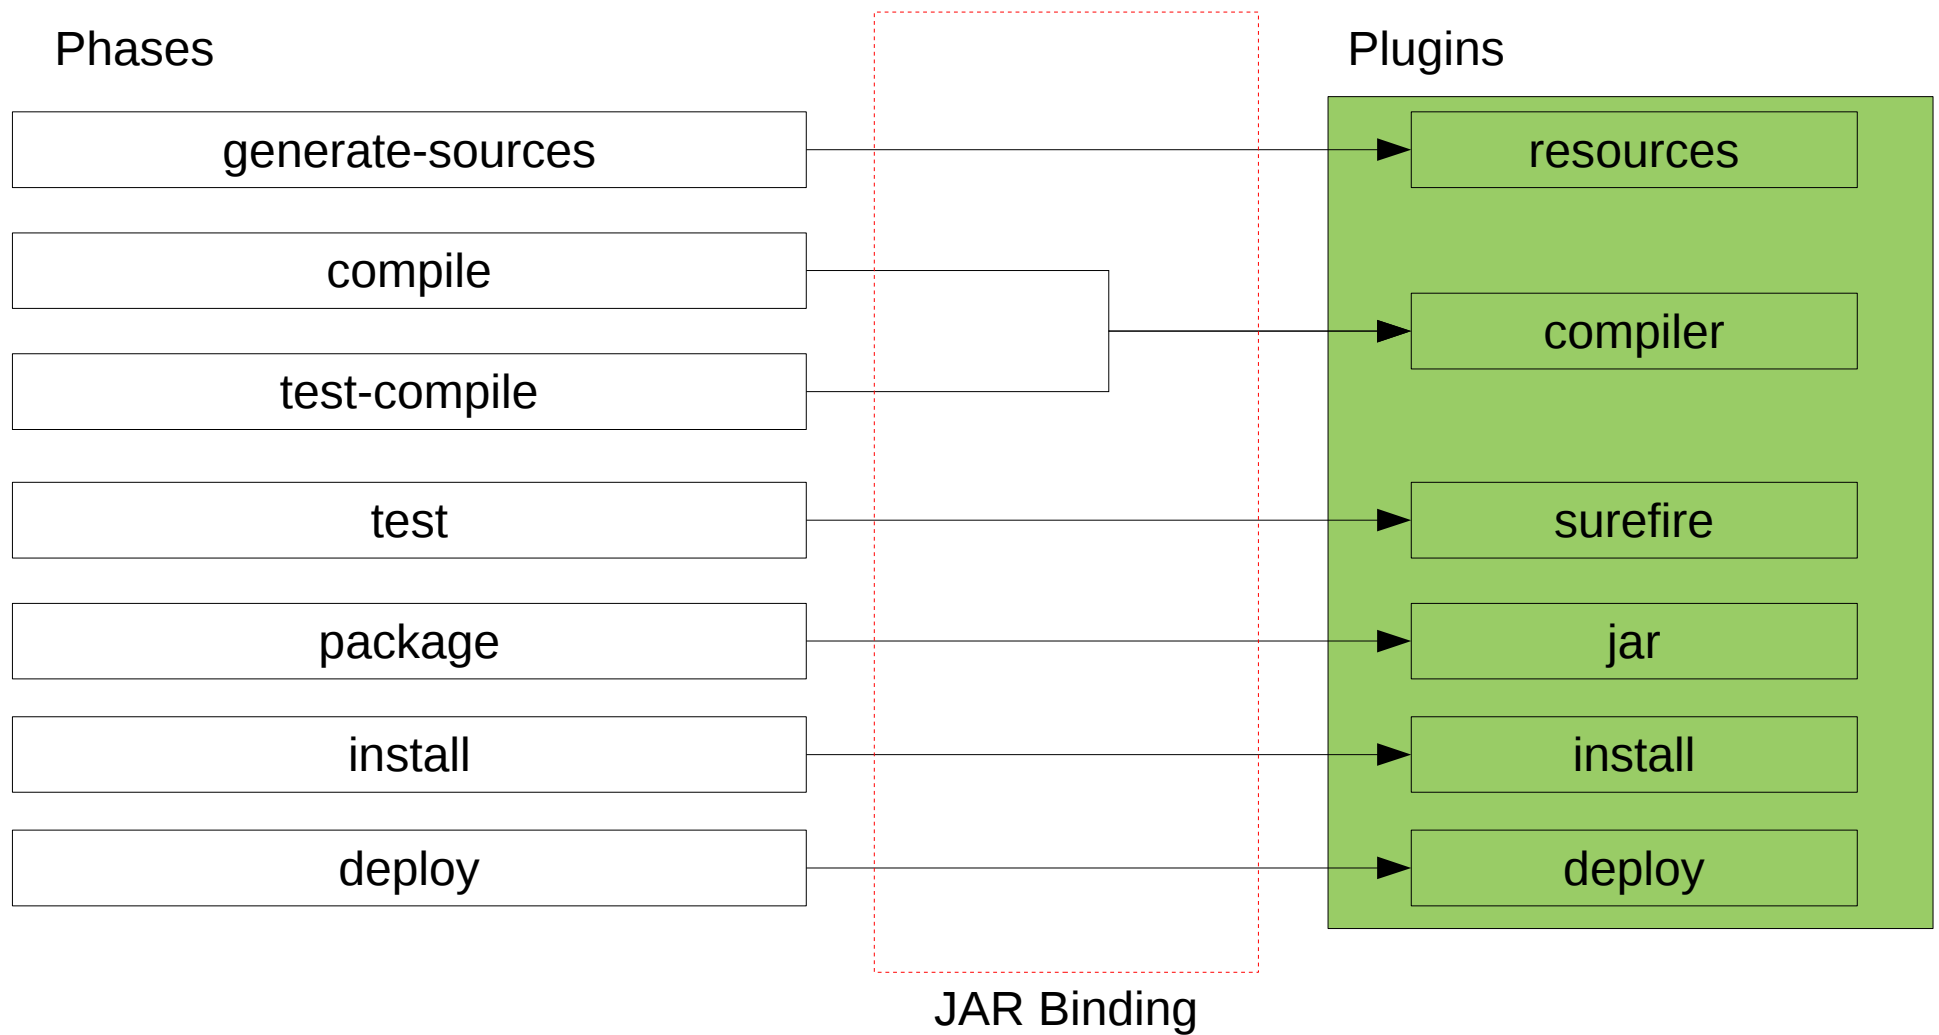 Phases
Plugins
generate-sources
resources
compile
compiler
test-compile
test
surefire
package
jar
install
install
deploy
deploy
JAR Binding